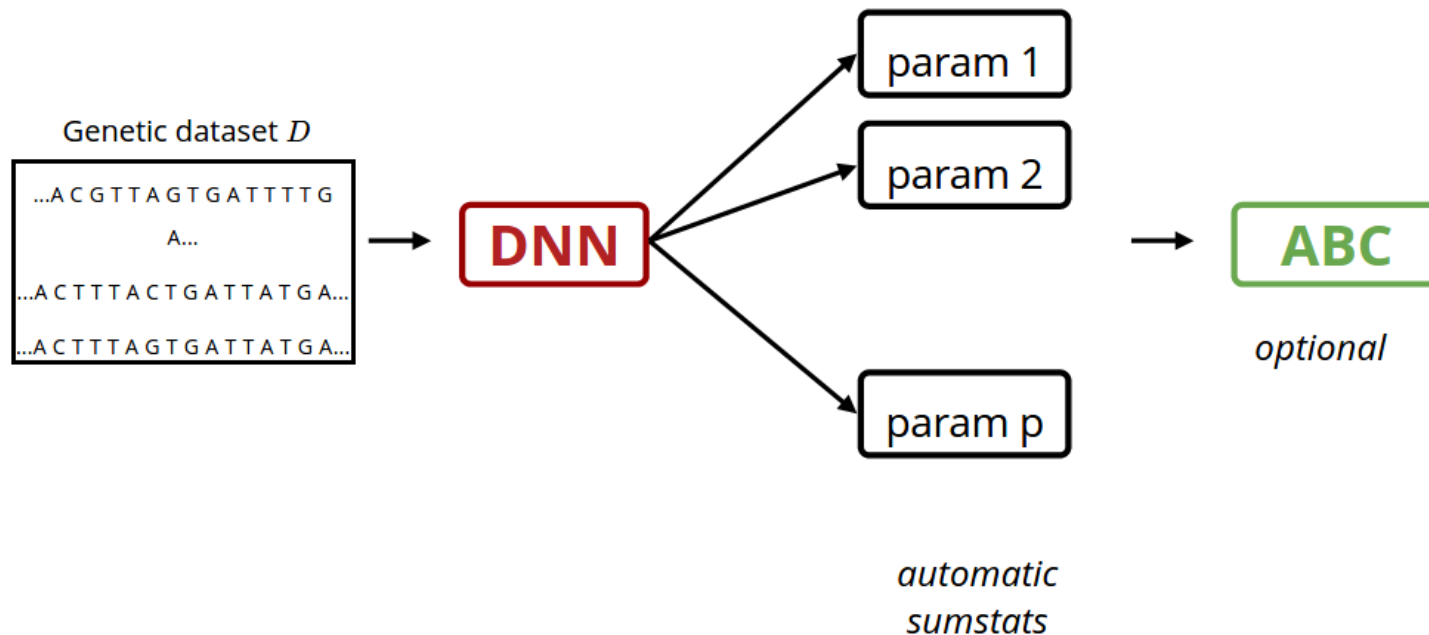 Genetic dataset D
...A C G T T A G T G A T T T T G
A...
...A C T T T A C T G A T T A T G A...
...A C T T T A G T G A T T A T G A...
DNN
param 1
param 2
param p
automatic
sumstats
ABC
optional